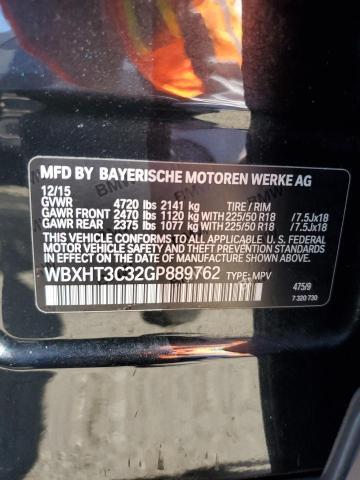 MFD BY BAYERISCHE MOTOREN WERKE AG
12/15
GVWR 4720 lbs 2141 kg TIRE / RIM
GAWR FRONT 2470 lbs 1120 kg WITH 225/50 R18 /7.5Jx18
GAWR REAR 2375 lbs 1077 kg WITH 225/50 R18 /7.5Jx18
THIS VEHICLE CONFORMS TO ALL APPLICABLE U.S. FEDERAL
MOTOR VEHICLE SAFETY, BUMPER, AND THEFT PREVENTION
STANDARDS IN EFFECT ON THE DATE OF MANUFACTURE SHOWN ABOVE.
WBXHT3C32GP889762 TYPE: MPV
475/9
7 320 730